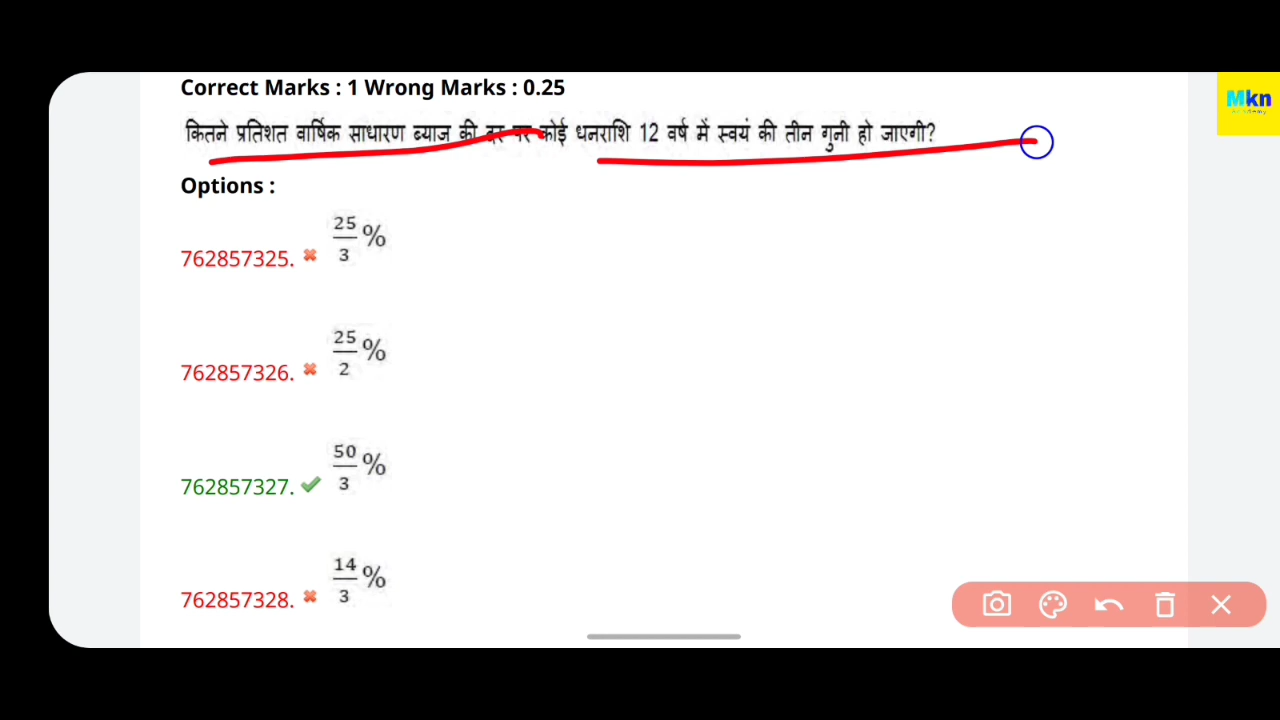 Correct Marks : 1 Wrong Marks : 0.25
कितने प्रतिशत वार्षिक साधारण ब्याज की दर पर कोई धनराशि 12 वर्ष में स्वयं की तीन गुनी हो जाएगी?
Options :
762857325. 25/3 %
762857326. 25/2 %
762857327. 50/3 %
762857328. 14/3 %
Mkn